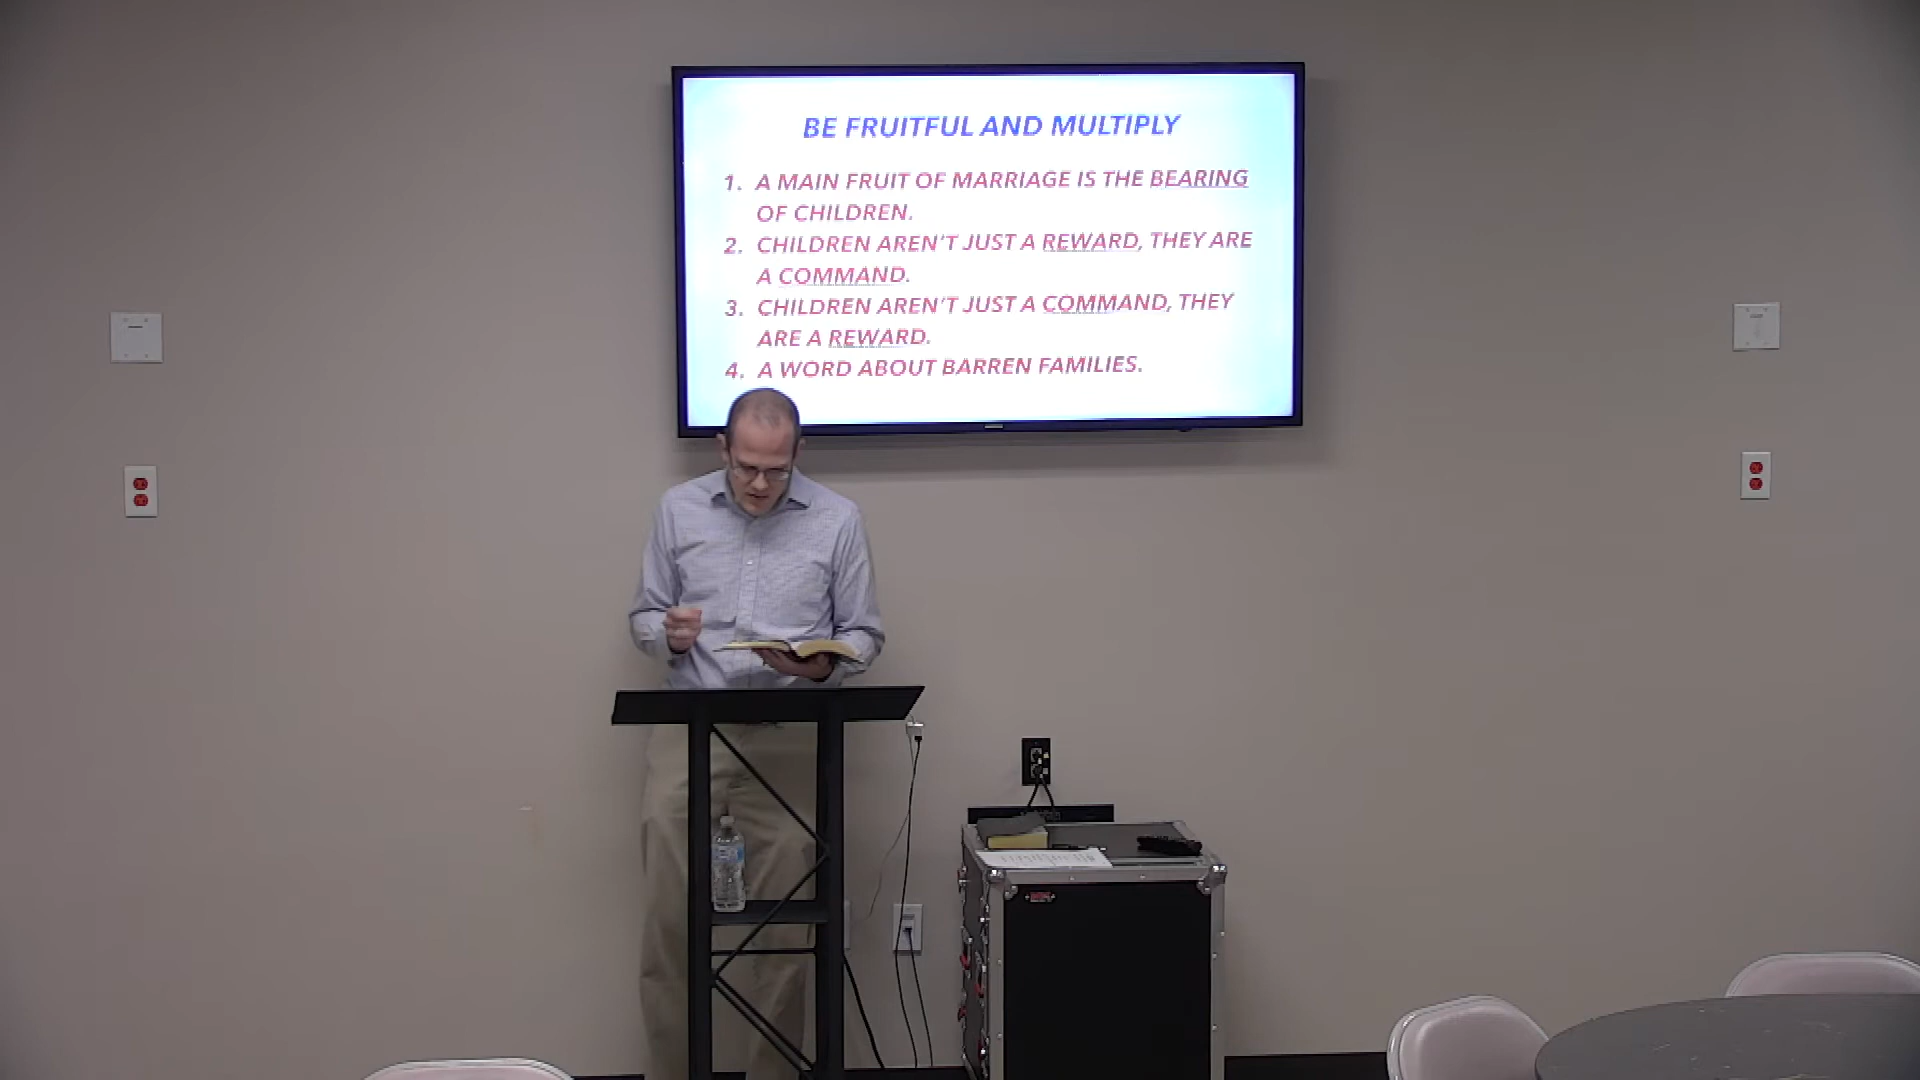 BE FRUITFUL AND MULTIPLY
1. A MAIN FRUIT OF MARRIAGE IS THE BEARING
OF CHILDREN.
2. CHILDREN AREN'T JUST A REWARD, THEY ARE
A COMMAND.
3. CHILDREN AREN'T JUST A COMMAND, THEY
ARE A REWARD.
4. A WORD ABOUT BARREN FAMILIES.